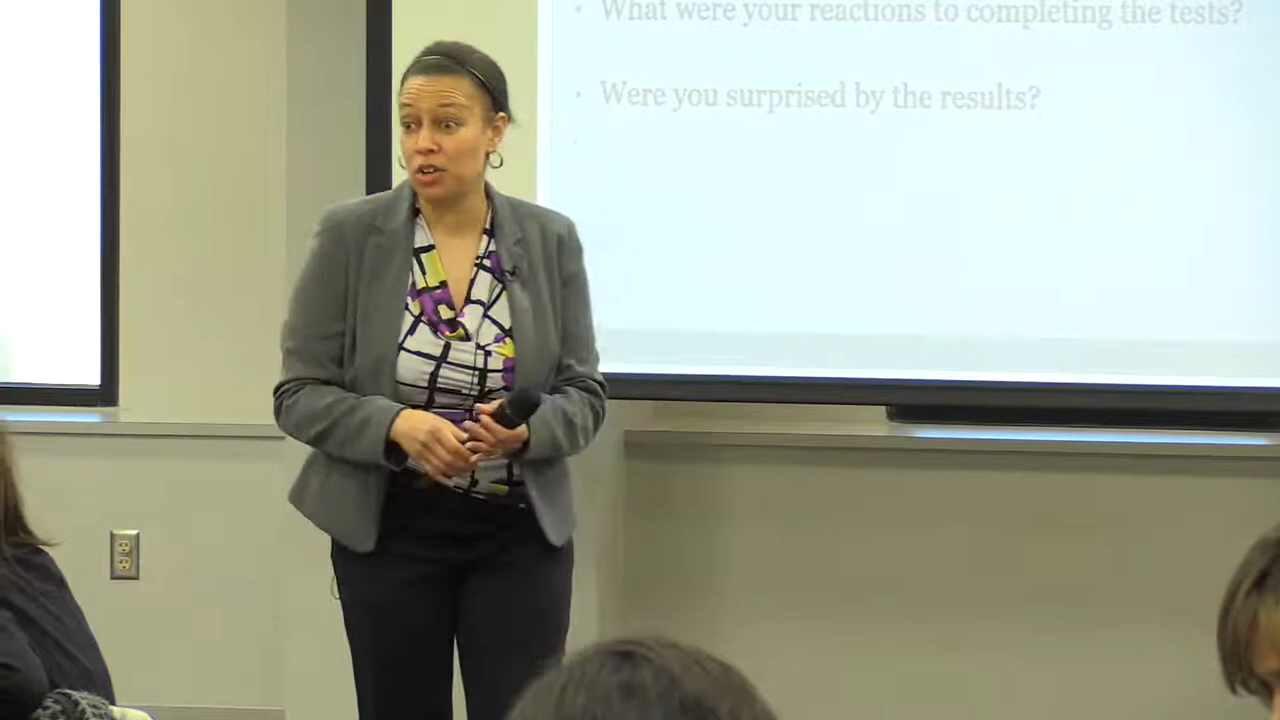 What were your reactions to completing the tests?
Were you surprised by the results?